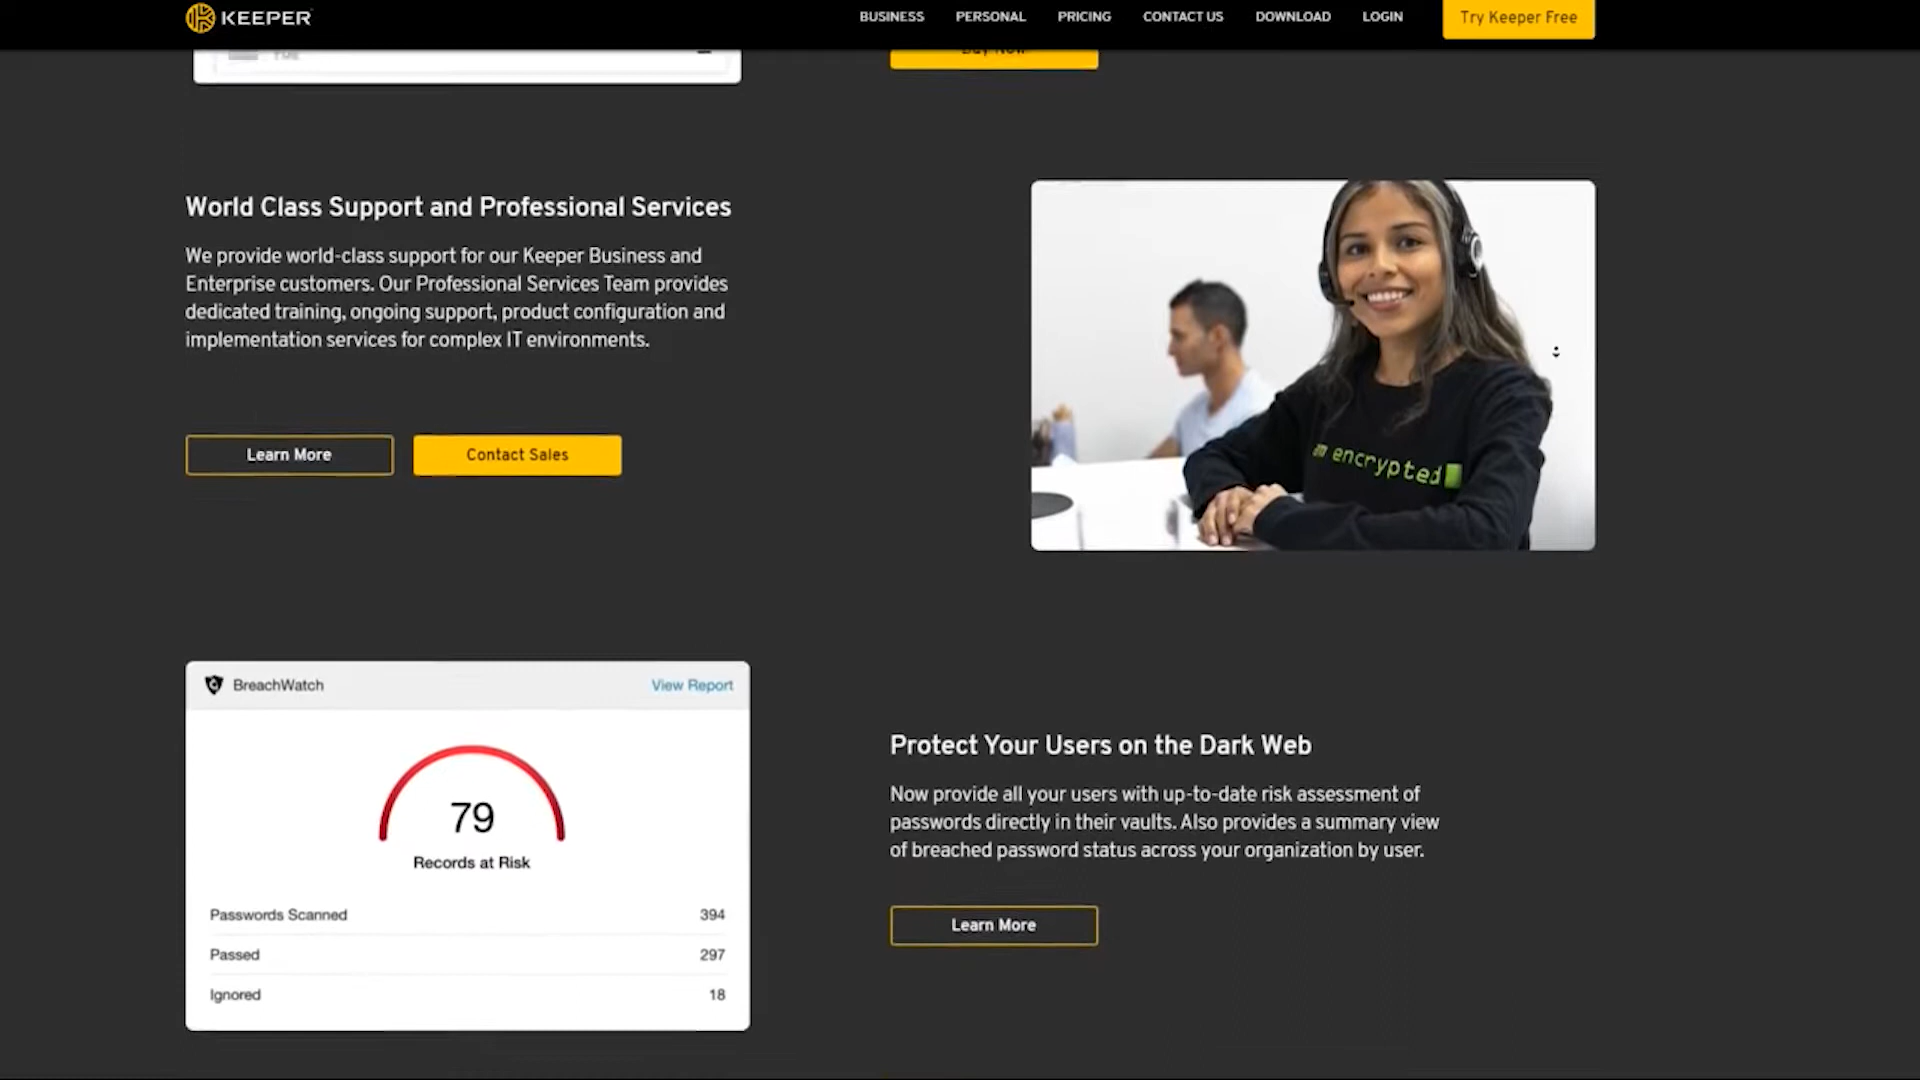 KEEPER
BUSINESS
PERSONAL
PRICING
CONTACT US
DOWNLOAD
LOGIN
Try Keeper Free
Buy Now
World Class Support and Professional Services
We provide world-class support for our Keeper Business and
Enterprise customers. Our Professional Services Team provides
dedicated training, ongoing support, product configuration and
implementation services for complex IT environments.
Learn More
Contact Sales
encrypted
BreachWatch
View Report
79
Records at Risk
Passwords Scanned
394
Passed
297
Ignored
18
Protect Your Users on the Dark Web
Now provide all your users with up-to-date risk assessment of
passwords directly in their vaults. Also provides a summary view
of breached password status across your organization by user.
Learn More